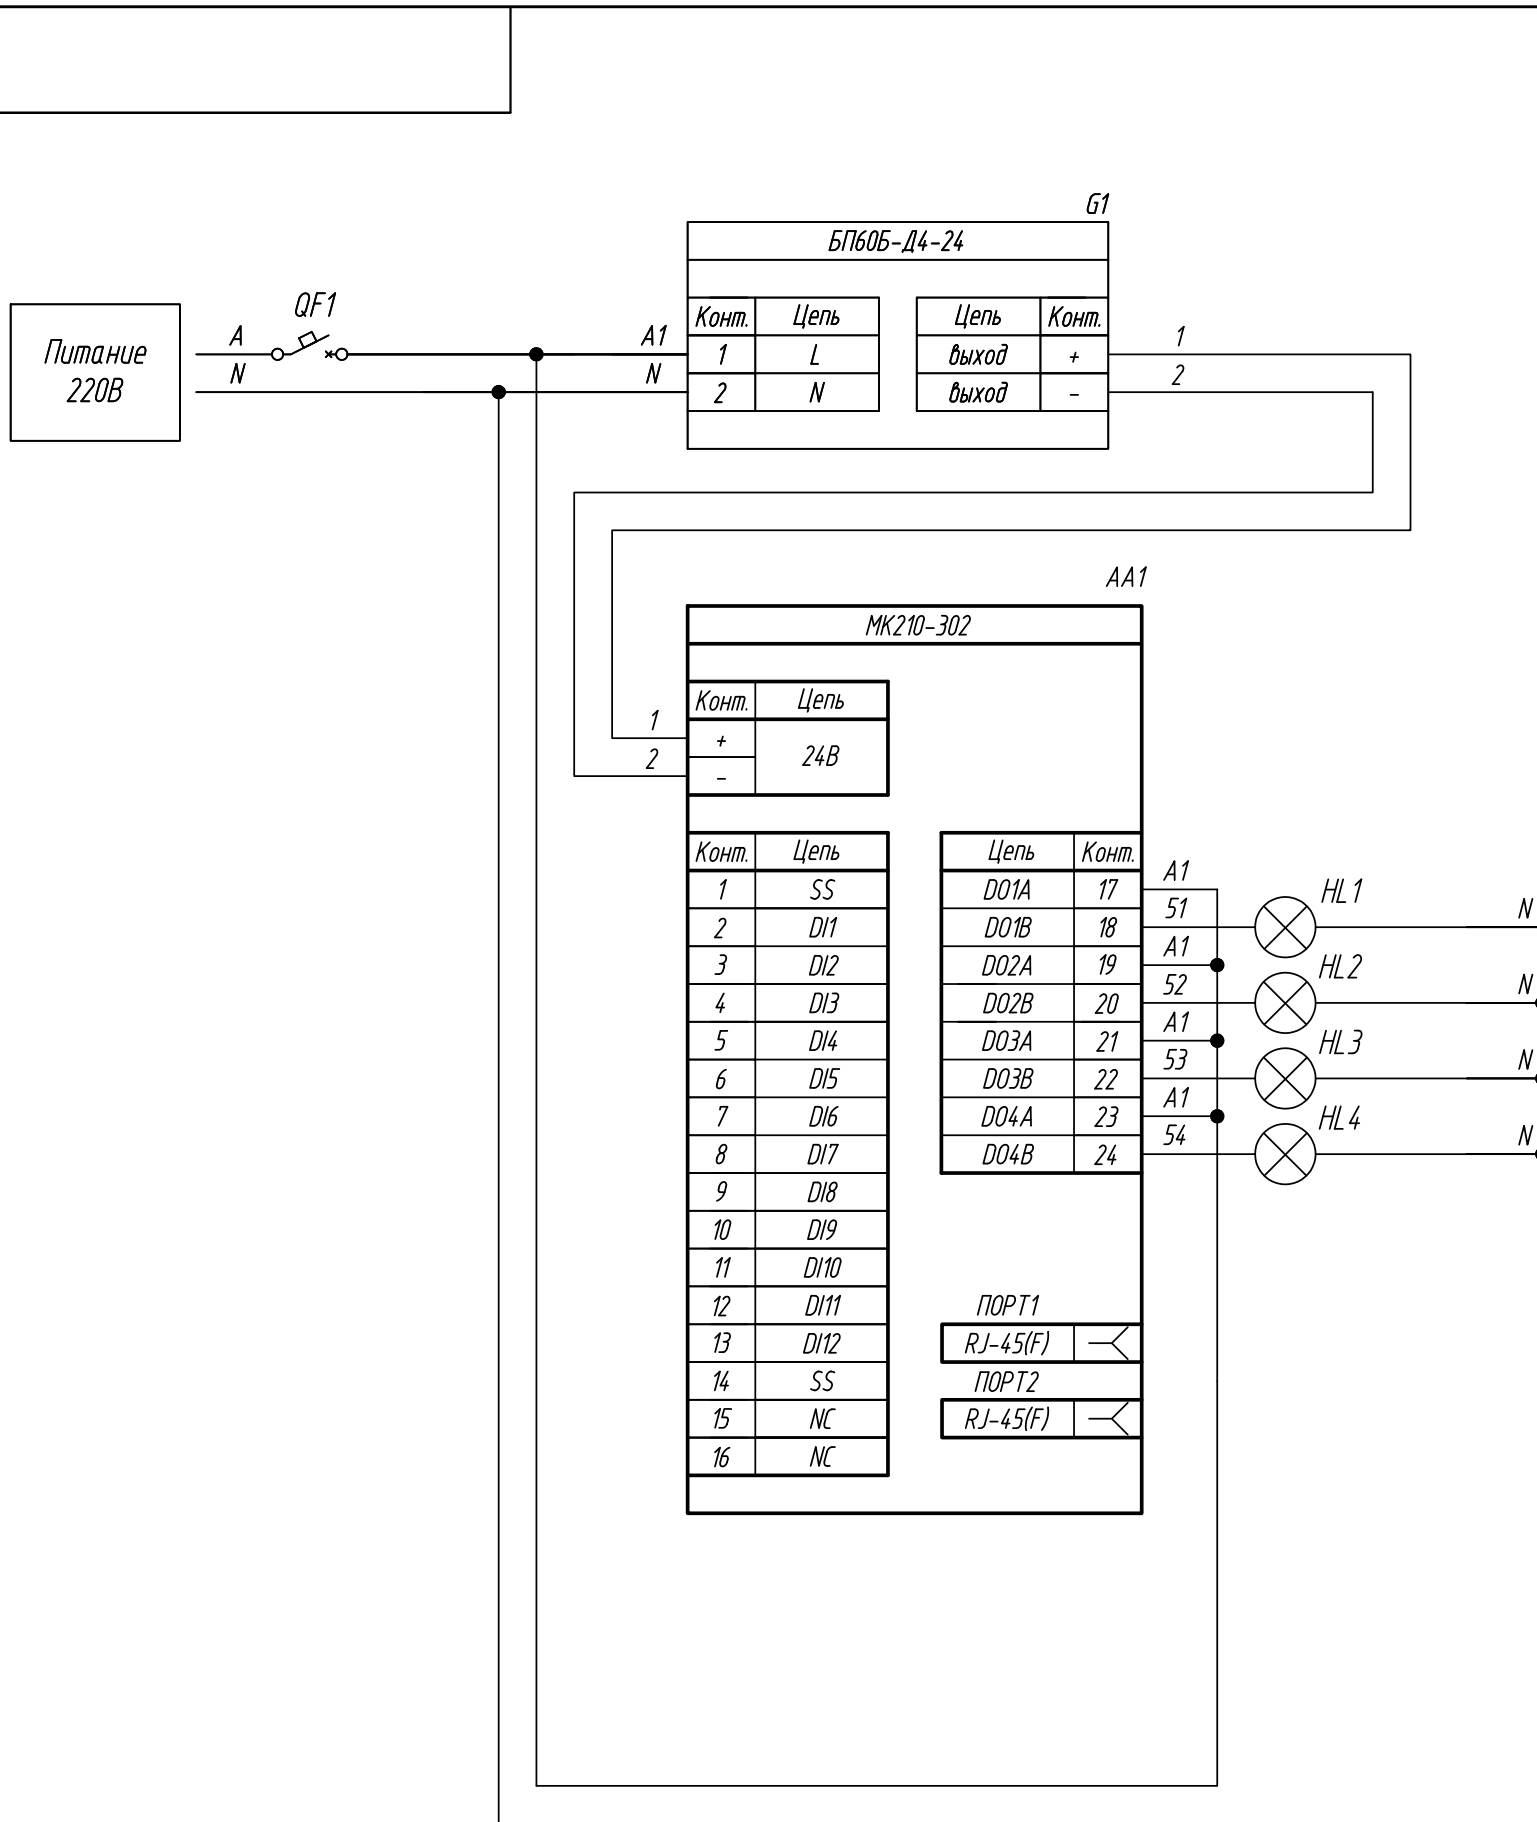 G1
БП60Б-Д4-24
QF1
Конт. Цепь Цепь Конт.
Питание
220В
A A1 1 L выход + 1
N N 2 N выход - 2
AA1
МК210-302
Конт. Цепь
1 + 24В
2 -
Конт. Цепь Цепь Конт.
1 SS DO1A 17 A1
HL1
2 DI1 DO1B 18 51 N
3 DI2 DO2A 19 A1
HL2
4 DI3 DO2B 20 52 N
5 DI4 DO3A 21 A1
HL3
6 DI5 DO3B 22 53 N
7 DI6 DO4A 23 A1
HL4
8 DI7 DO4B 24 54 N
9 DI8
10 DI9
11 DI10
12 DI11
ПОРТ1
13 DI12 RJ-45(F)
14 SS
ПОРТ2
15 NC RJ-45(F)
16 NC